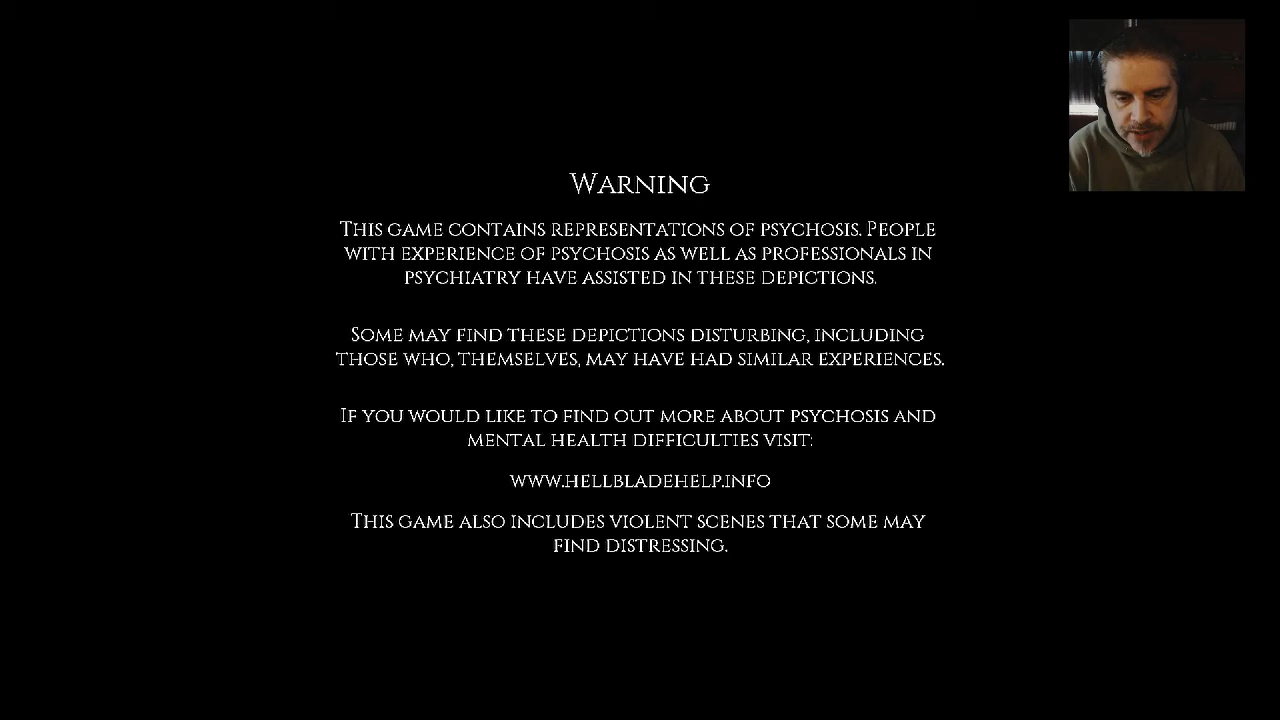 Warning
This game contains representations of psychosis. People
with experience of psychosis as well as professionals in
psychiatry have assisted in these depictions.
Some may find these depictions disturbing, including
those who, themselves, may have had similar experiences.
If you would like to find out more about psychosis and
mental health difficulties visit:
www.hellbladehelp.info
This game also includes violent scenes that some may
find distressing.